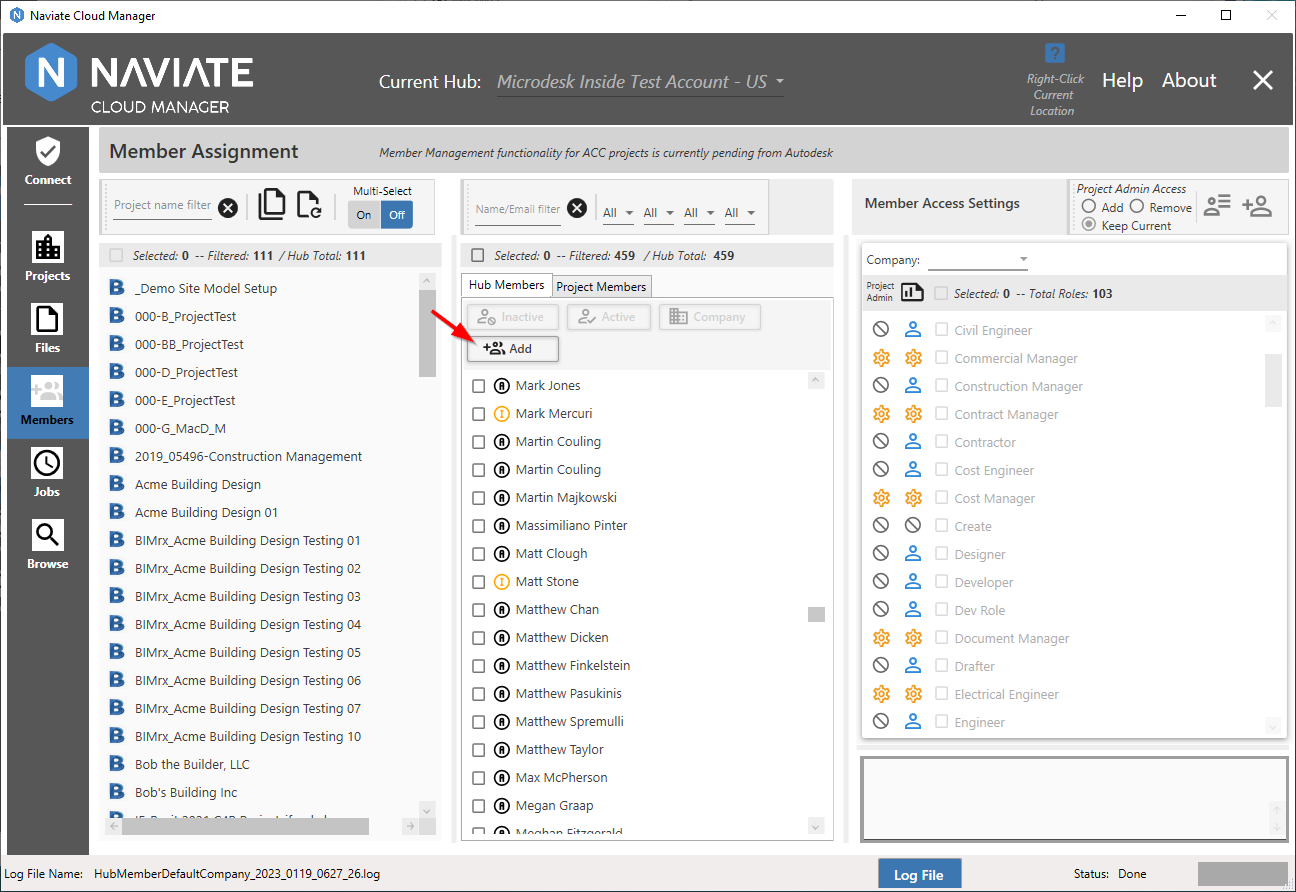 Naviate Cloud Manager
NAVIATE
CLOUD MANAGER
Current Hub: Microdesk Inside Test Account - US
?
Right-Click
Current
Location
Help
About
Connect
Projects
Files
Members
Jobs
Browse
Member Assignment
Member Management functionality for ACC projects is currently pending from Autodesk
Project name filter
Multi-Select
On Off
Selected: 0 -- Filtered: 111 / Hub Total: 111
_Demo Site Model Setup
000-B_ProjectTest
000-BB_ProjectTest
000-D_ProjectTest
000-E_ProjectTest
000-G_MacD_M
2019_05496-Construction Management
Acme Building Design
Acme Building Design 01
BIMrx_Acme Building Design Testing 01
BIMrx_Acme Building Design Testing 02
BIMrx_Acme Building Design Testing 03
BIMrx_Acme Building Design Testing 04
BIMrx_Acme Building Design Testing 05
BIMrx_Acme Building Design Testing 06
BIMrx_Acme Building Design Testing 07
BIMrx_Acme Building Design Testing 10
Bob the Builder, LLC
Bob's Building Inc
Name/Email filter
All All All All
Selected: 0 -- Filtered: 459 / Hub Total: 459
Hub Members Project Members
Inactive Active Company
Add
Mark Jones
Mark Mercuri
Martin Couling
Martin Couling
Martin Majkowski
Massimiliano Pinter
Matt Clough
Matt Stone
Matthew Chan
Matthew Dicken
Matthew Finkelstein
Matthew Pasukinis
Matthew Spremulli
Matthew Taylor
Max McPherson
Megan Graap
Meghan Fitzgerald
Member Access Settings
Project Admin Access
Add Remove
Keep Current
Company:
Project
Admin
Selected: 0 -- Total Roles: 103
Civil Engineer
Commercial Manager
Construction Manager
Contract Manager
Contractor
Cost Engineer
Cost Manager
Create
Designer
Developer
Dev Role
Document Manager
Drafter
Electrical Engineer
Engineer
Log File Name: HubMemberDefaultCompany_2023_0119_0627_26.log
Log File
Status: Done